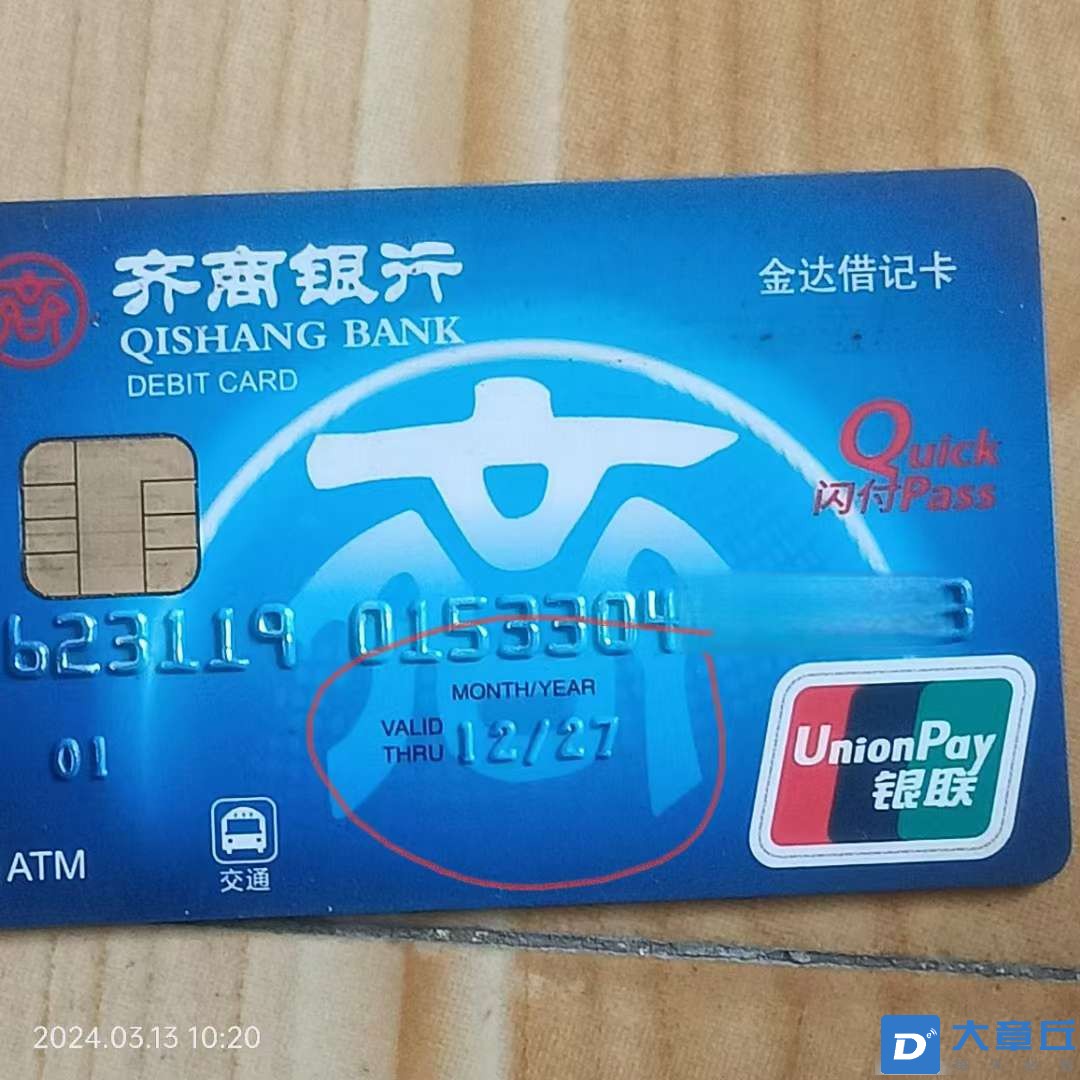 齐商银行
QISHANG BANK
DEBIT CARD
金达借记卡
Quick
闪付Pass
623119 0153304 3
MONTH/YEAR
VALID
THRU 12/27
01
UnionPay
银联
ATM
交通
2024.03.13 10:20
大章丘